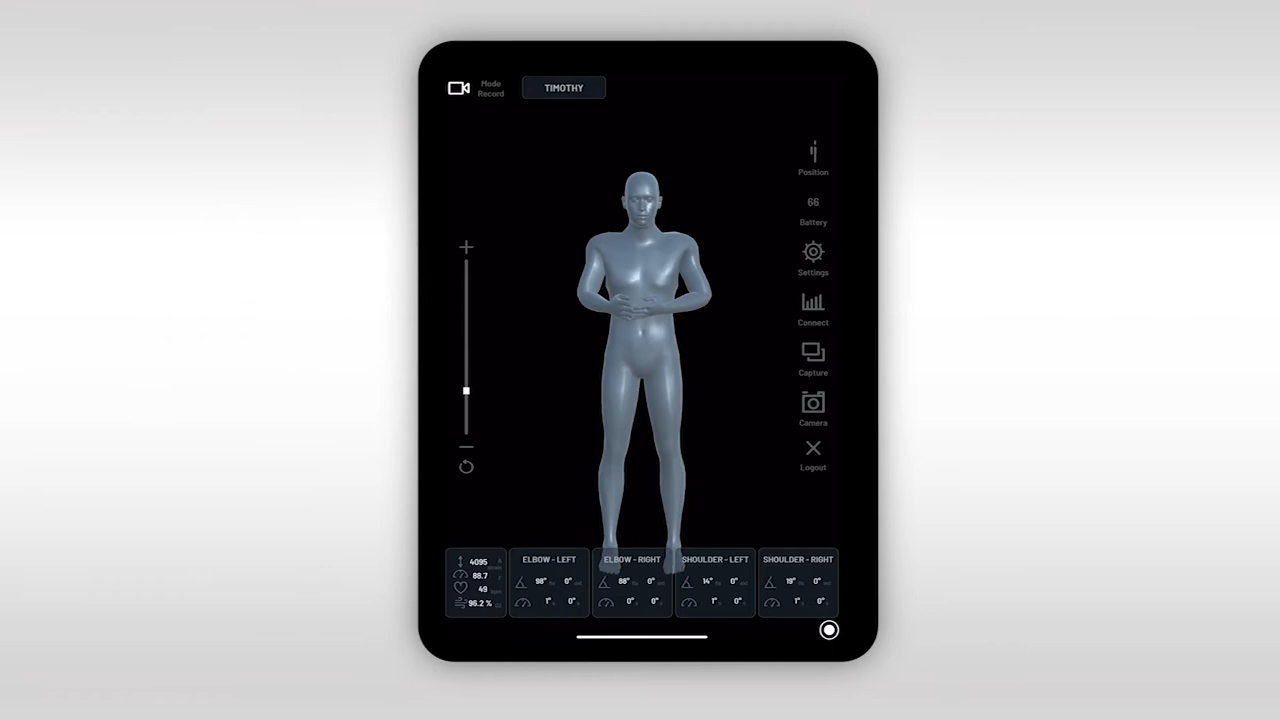 Mode
Record
TIMOTHY
Position
66
Battery
Settings
Connect
Capture
Camera
Logout
4095
88.7
49
96.2 %
ELBOW - LEFT
98° 0°
1° 0°
ELBOW - RIGHT
88° 0°
0° 0°
SHOULDER - LEFT
14° 0°
1° 0°
SHOULDER - RIGHT
19° 0°
1° 0°